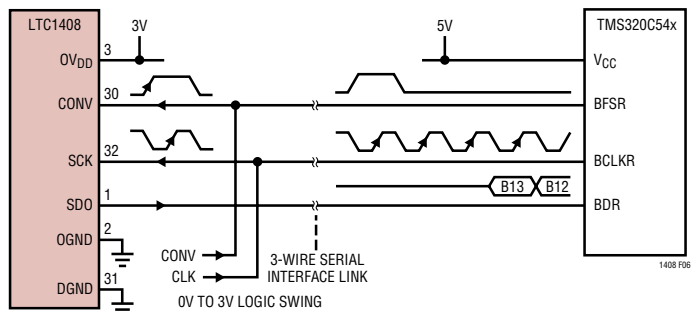 LTC1408
3V
5V
TMS320C54x
OVDD
3
VCC
CONV
30
BFSR
SCK
32
BCLKR
B13
B12
SDO
1
BDR
OGND
2
CONV
CLK
3-WIRE SERIAL
INTERFACE LINK
DGND
31
0V TO 3V LOGIC SWING
1408 F06